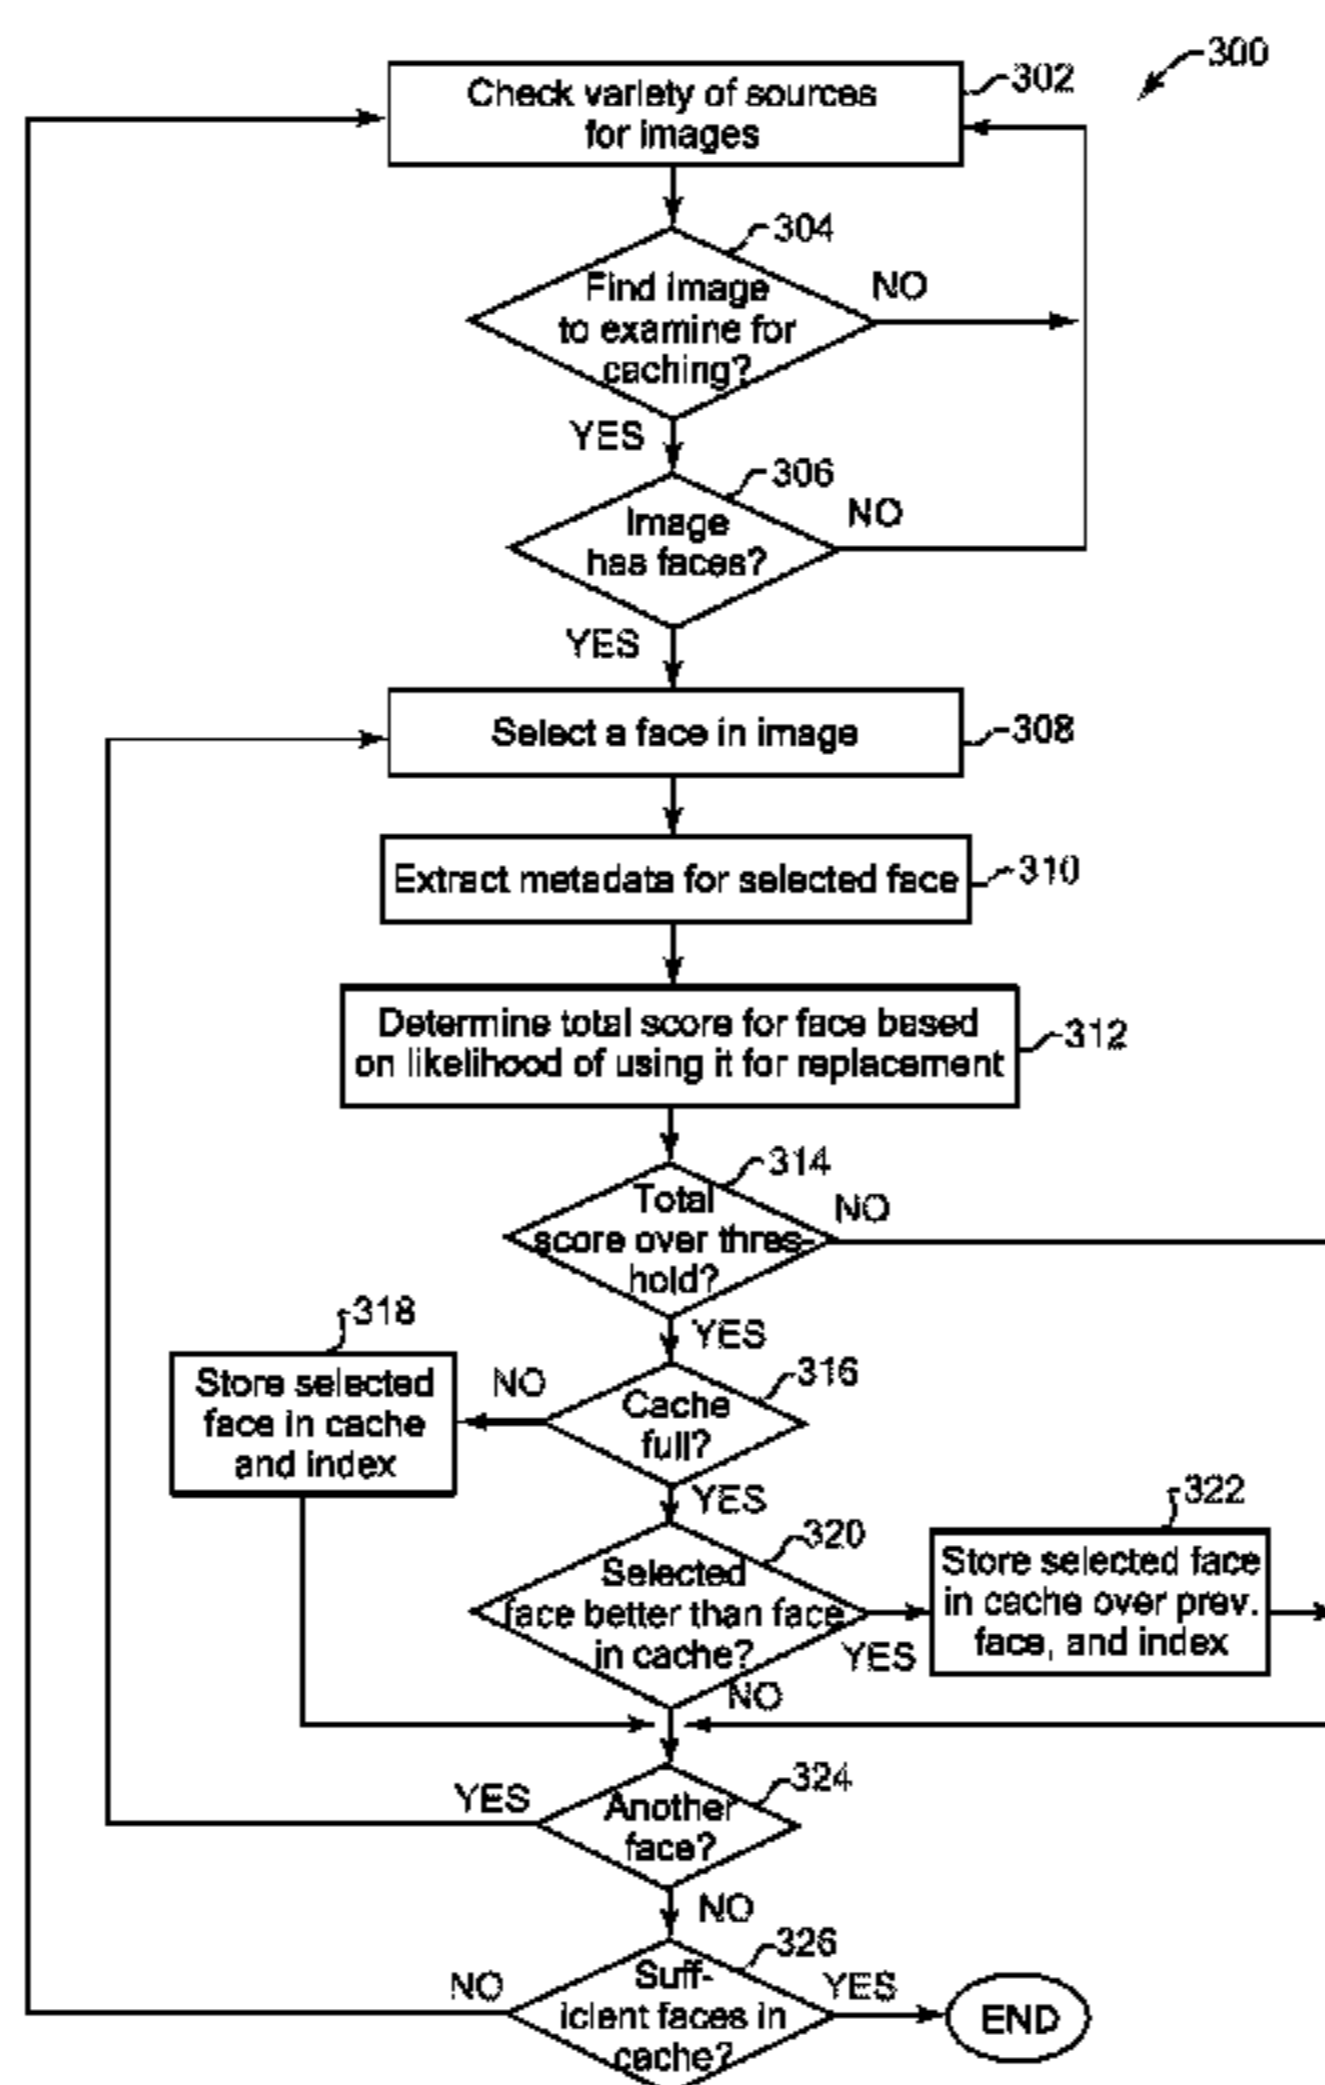 300
302
Check variety of sources
for images
304
Find image
to examine for
caching?
NO
YES
306
Image
has faces?
NO
YES
Select a face in image
308
Extract metadata for selected face
310
Determine total score for face based
on likelihood of using it for replacement
312
314
Total
score over thres-
hold?
NO
YES
318
Store selected
face in cache
and index
NO
316
Cache
full?
YES
320
Selected
face better than face
in cache?
YES
NO
322
Store selected face
in cache over prev.
face, and index
324
Another
face?
YES
NO
326
Suff-
icient faces in
cache?
NO
YES
END